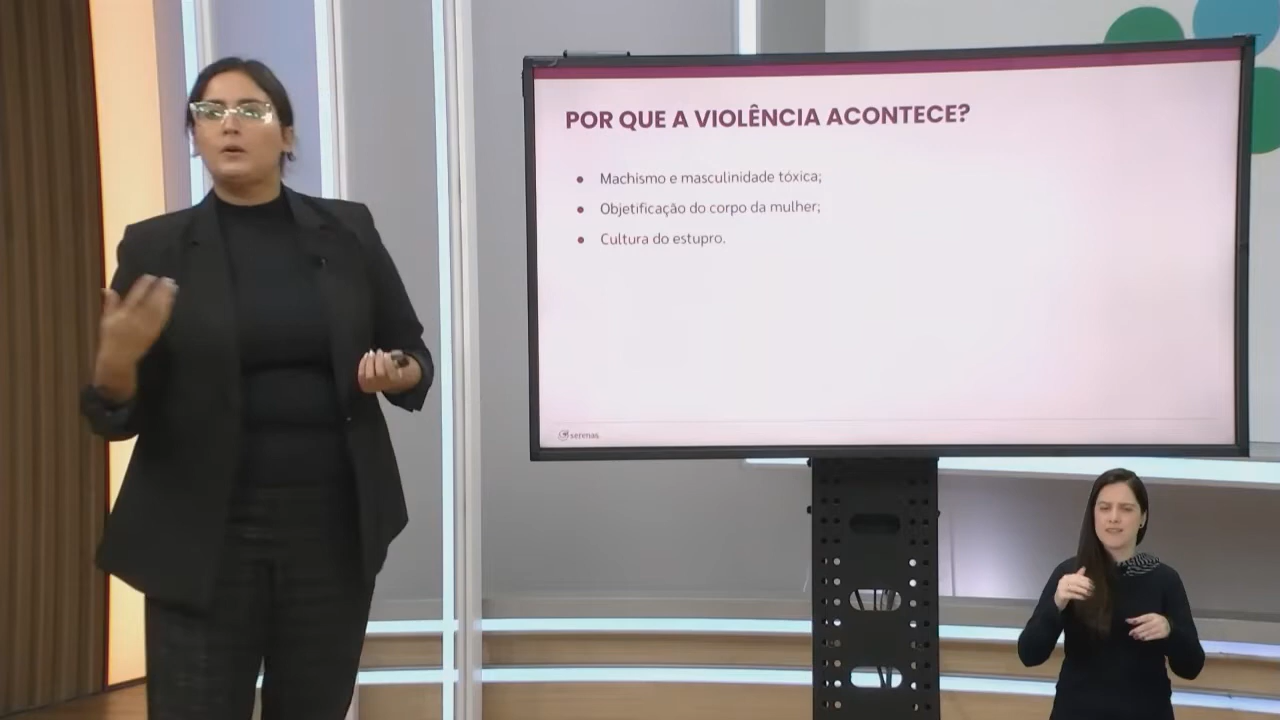 POR QUE A VIOLÊNCIA ACONTECE?
Machismo e masculinidade tóxica;
Objetificação do corpo da mulher;
Cultura do estupro.
serenas